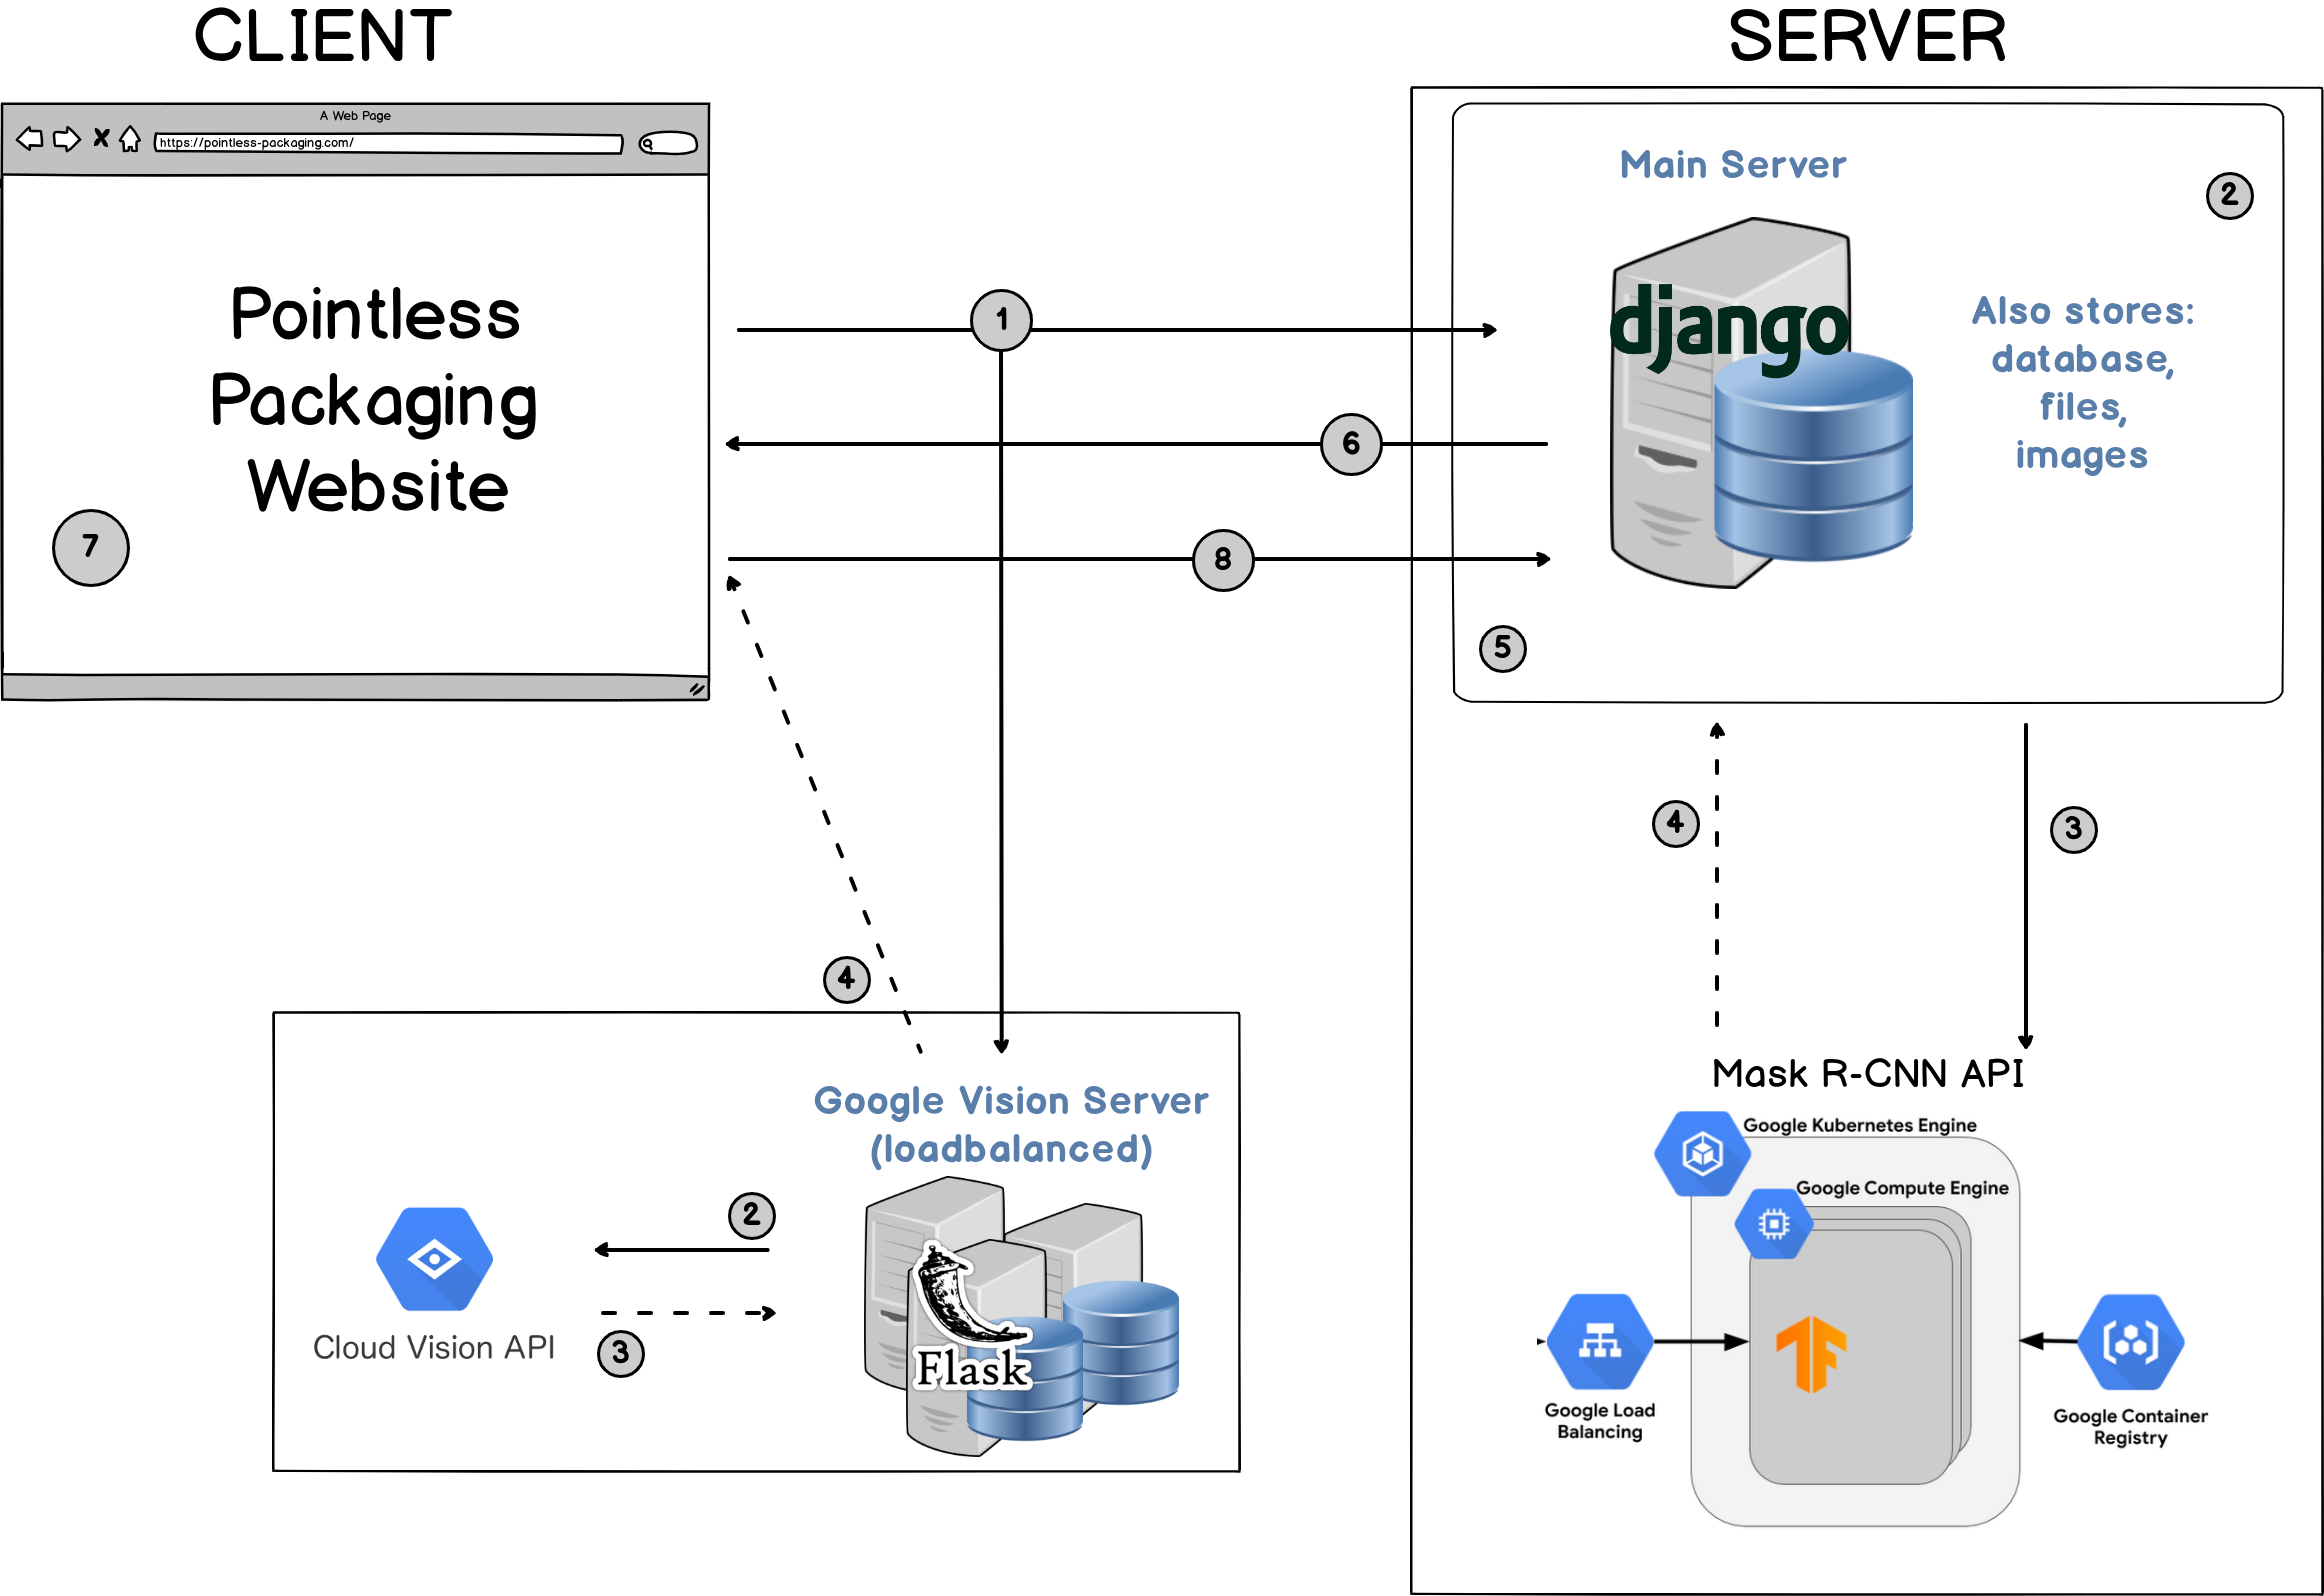 CLIENT
SERVER
A Web Page
https://pointless-packaging.com/
Pointless
Packaging
Website
7
1
6
8
Main Server
2
django
Also stores:
database,
files,
images
5
4
3
4
Google Vision Server
(loadbalanced)
2
3
Cloud Vision API
Flask
Mask R-CNN API
Google Kubernetes Engine
Google Compute Engine
Google Load
Balancing
Google Container
Registry